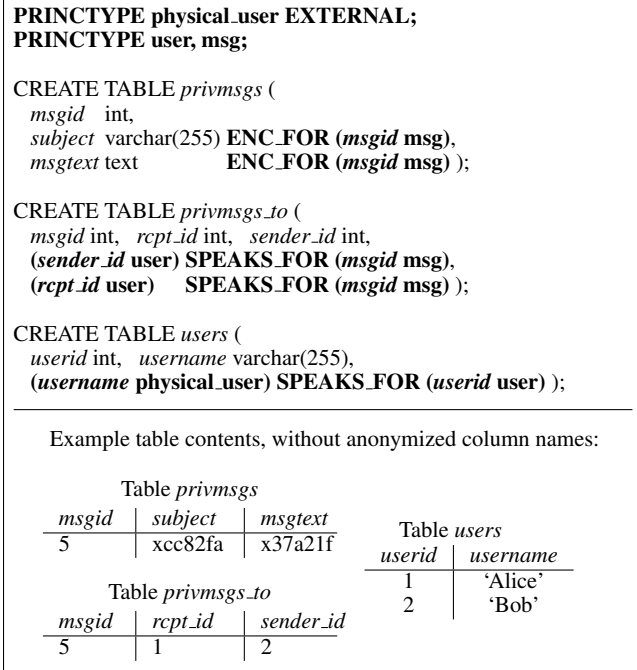 PRINCTYPE physical_user EXTERNAL;
PRINCTYPE user, msg;
CREATE TABLE privmsgs (
msgid int,
subject varchar(255) ENC_FOR (msgid msg),
msgtext text ENC_FOR (msgid msg) );
CREATE TABLE privmsgs_to (
msgid int, rcpt_id int, sender_id int,
(sender_id user) SPEAKS_FOR (msgid msg),
(rcpt_id user) SPEAKS_FOR (msgid msg) );
CREATE TABLE users (
userid int, username varchar(255),
(username physical_user) SPEAKS_FOR (userid user) );
Example table contents, without anonymized column names:
Table privmsgs
msgid subject msgtext
5 xcc82fa x37a21f
Table privmsgs_to
msgid rcpt_id sender_id
5 1 2
Table users
userid username
1 ‘Alice’
2 ‘Bob’